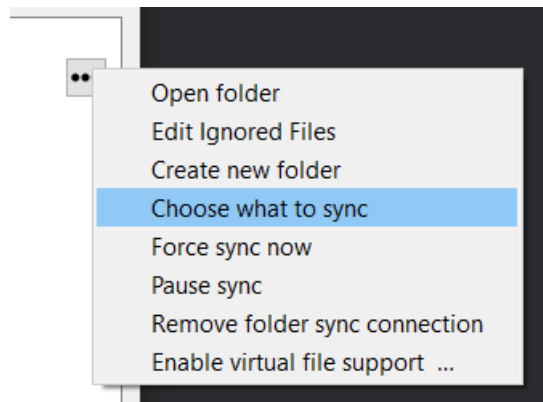 Open folder
Edit Ignored Files
Create new folder
Choose what to sync
Force sync now
Pause sync
Remove folder sync connection
Enable virtual file support ...